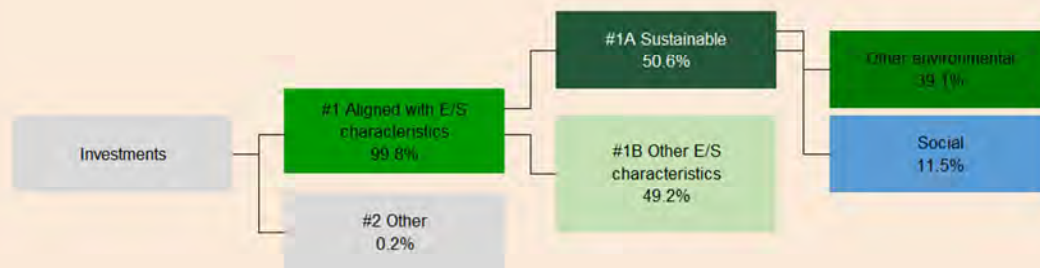 Investments
#1 Aligned with E/S
characteristics
99.8%
#2 Other
0.2%
#1A Sustainable
50.6%
#1B Other E/S
characteristics
49.2%
Other environmental
39.1%
Social
11.5%